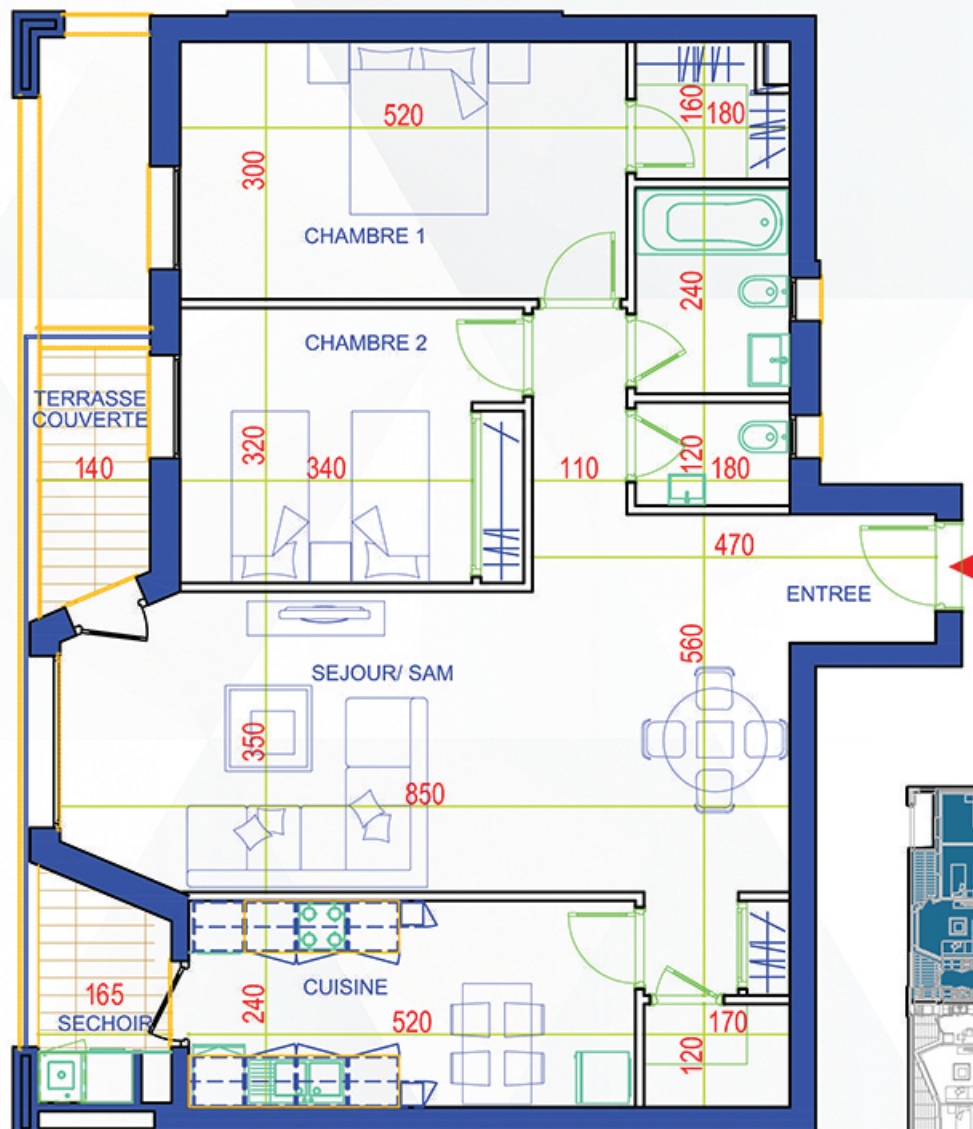 520
160
180
300
CHAMBRE 1
240
CHAMBRE 2
TERRASSE
COUVERTE
320
120
140
340
110
180
470
ENTREE
560
SEJOUR/ SAM
350
850
CUISINE
165
SECHOIR
240
520
170
120